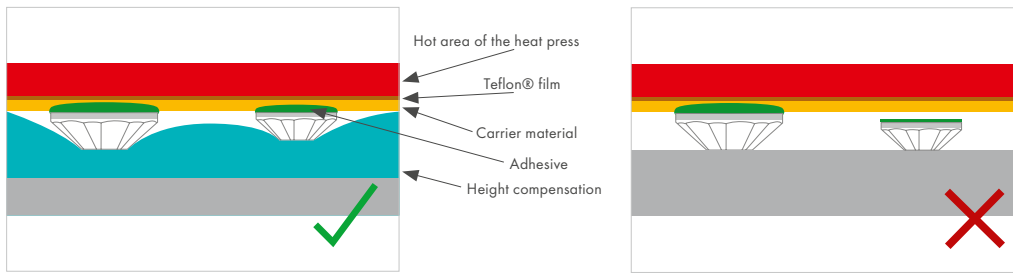 Hot area of the heat press
Teflon® film
Carrier material
Adhesive
Height compensation